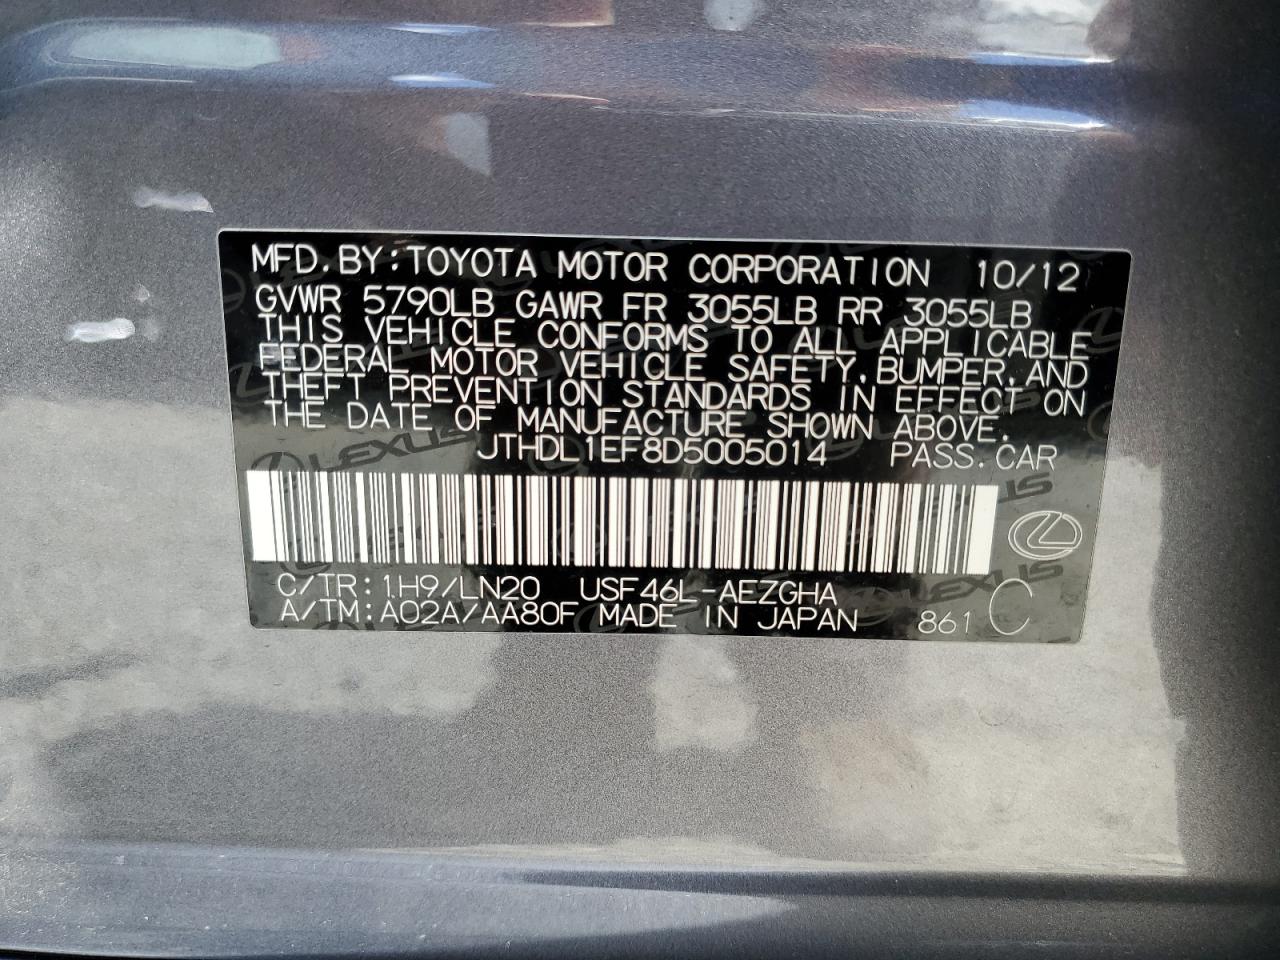 MFD.BY:TOYOTA MOTOR CORPORATION 10/12
GVWR 5790LB GAWR FR 3055LB RR 3055LB
THIS VEHICLE CONFORMS TO ALL APPLICABLE
FEDERAL MOTOR VEHICLE SAFETY,BUMPER,AND
THEFT PREVENTION STANDARDS IN EFFECT ON
THE DATE OF MANUFACTURE SHOWN ABOVE.
JTHDL1EF8D5005014 PASS.CAR
C/TR:1H9/LN20 USF46L-AEZGHA
A/TM:A02A/AA80F MADE IN JAPAN 861 C